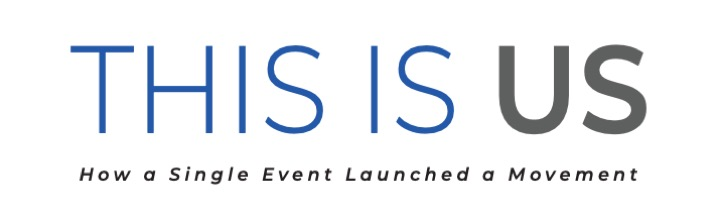 THIS IS US
How a Single Event Launched a Movement